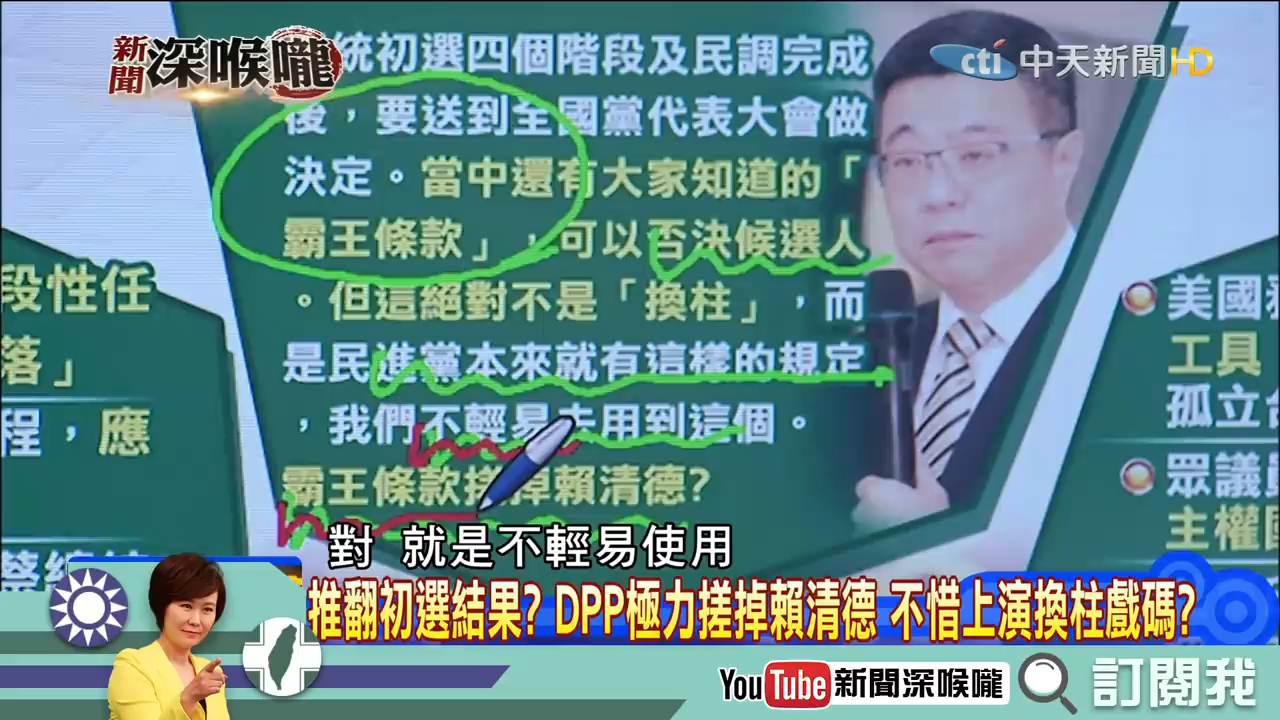 新聞深喉嚨
cti中天新聞HD
統初選四個階段及民調完成
後，要送到全國黨代表大會做
決定。當中還有大家知道的「
霸王條款」，可以否決候選人
。但這絕對不是「換柱」，而
是民進黨本來就有這樣的規定
，我們不輕易去用到這個。
霸王條款搓掉賴清德?
段性任
落」
程，應
美國
工具
孤立
眾議
主權
對 就是不輕易使用
推翻初選結果? DPP極力搓掉賴清德 不惜上演換柱戲碼?
YouTube 新聞深喉嚨
訂閱我